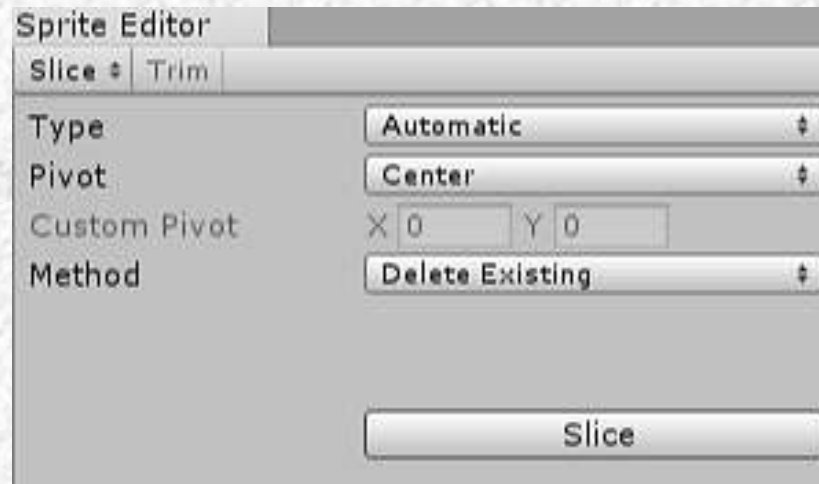 Sprite Editor
Slice Trim
Type Automatic
Pivot Center
Custom Pivot X 0 Y 0
Method Delete Existing
Slice